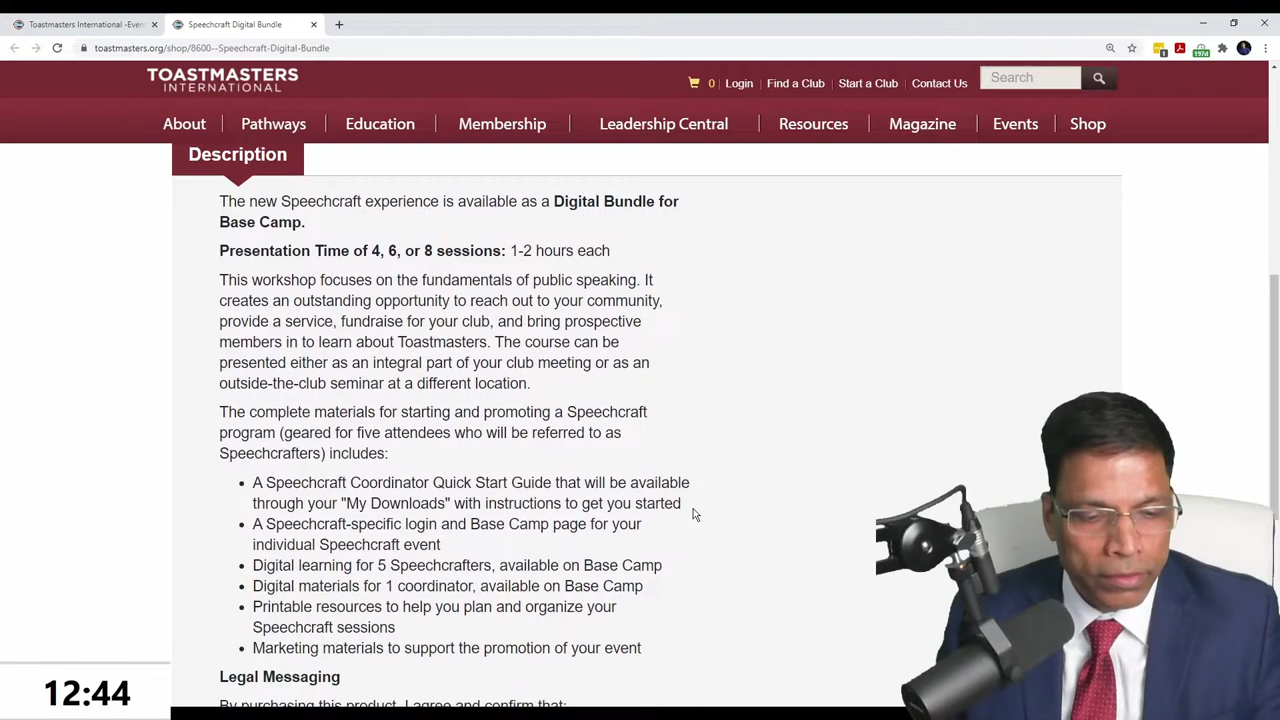 Toastmasters International -Even
Speechcraft Digital Bundle
toastmasters.org/shop/8600--Speechcraft-Digital-Bundle
197d
TOASTMASTERS
INTERNATIONAL
0 | Login | Find a Club | Start a Club | Contact Us
Search
About | Pathways | Education | Membership | Leadership Central | Resources | Magazine | Events | Shop
Description
The new Speechcraft experience is available as a Digital Bundle for
Base Camp.
Presentation Time of 4, 6, or 8 sessions: 1-2 hours each
This workshop focuses on the fundamentals of public speaking. It
creates an outstanding opportunity to reach out to your community,
provide a service, fundraise for your club, and bring prospective
members in to learn about Toastmasters. The course can be
presented either as an integral part of your club meeting or as an
outside-the-club seminar at a different location.
The complete materials for starting and promoting a Speechcraft
program (geared for five attendees who will be referred to as
Speechcrafters) includes:
• A Speechcraft Coordinator Quick Start Guide that will be available
through your "My Downloads" with instructions to get you started
• A Speechcraft-specific login and Base Camp page for your
individual Speechcraft event
• Digital learning for 5 Speechcrafters, available on Base Camp
• Digital materials for 1 coordinator, available on Base Camp
• Printable resources to help you plan and organize your
Speechcraft sessions
• Marketing materials to support the promotion of your event
Legal Messaging
By purchasing this product, I agree and confirm that:
12:44